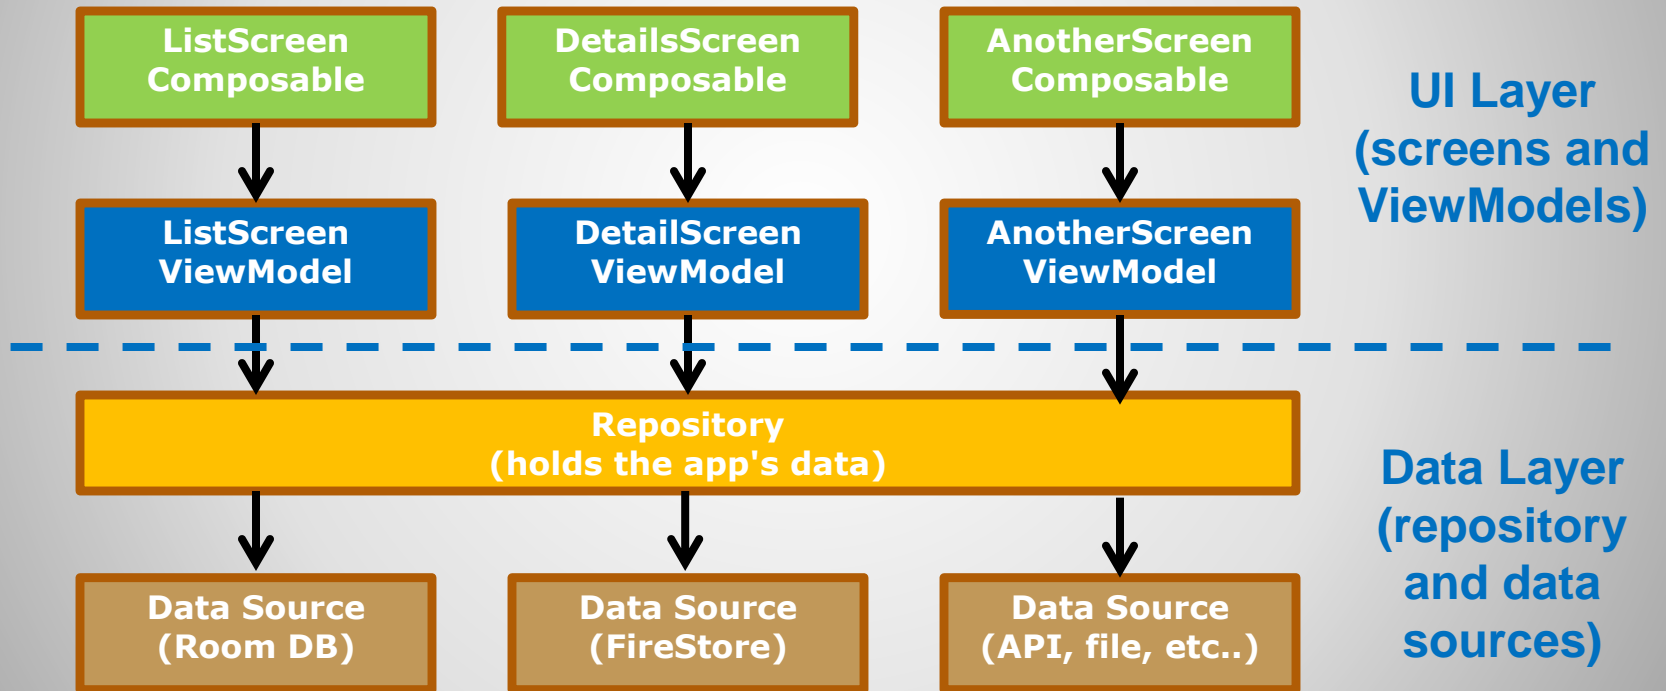 ListScreen
Composable
DetailsScreen
Composable
AnotherScreen
Composable
UI Layer
(screens and
ViewModels)
ListScreen
ViewModel
DetailScreen
ViewModel
AnotherScreen
ViewModel
Repository
(holds the app's data)
Data Layer
(repository
and data
sources)
Data Source
(Room DB)
Data Source
(FireStore)
Data Source
(API, file, etc..)